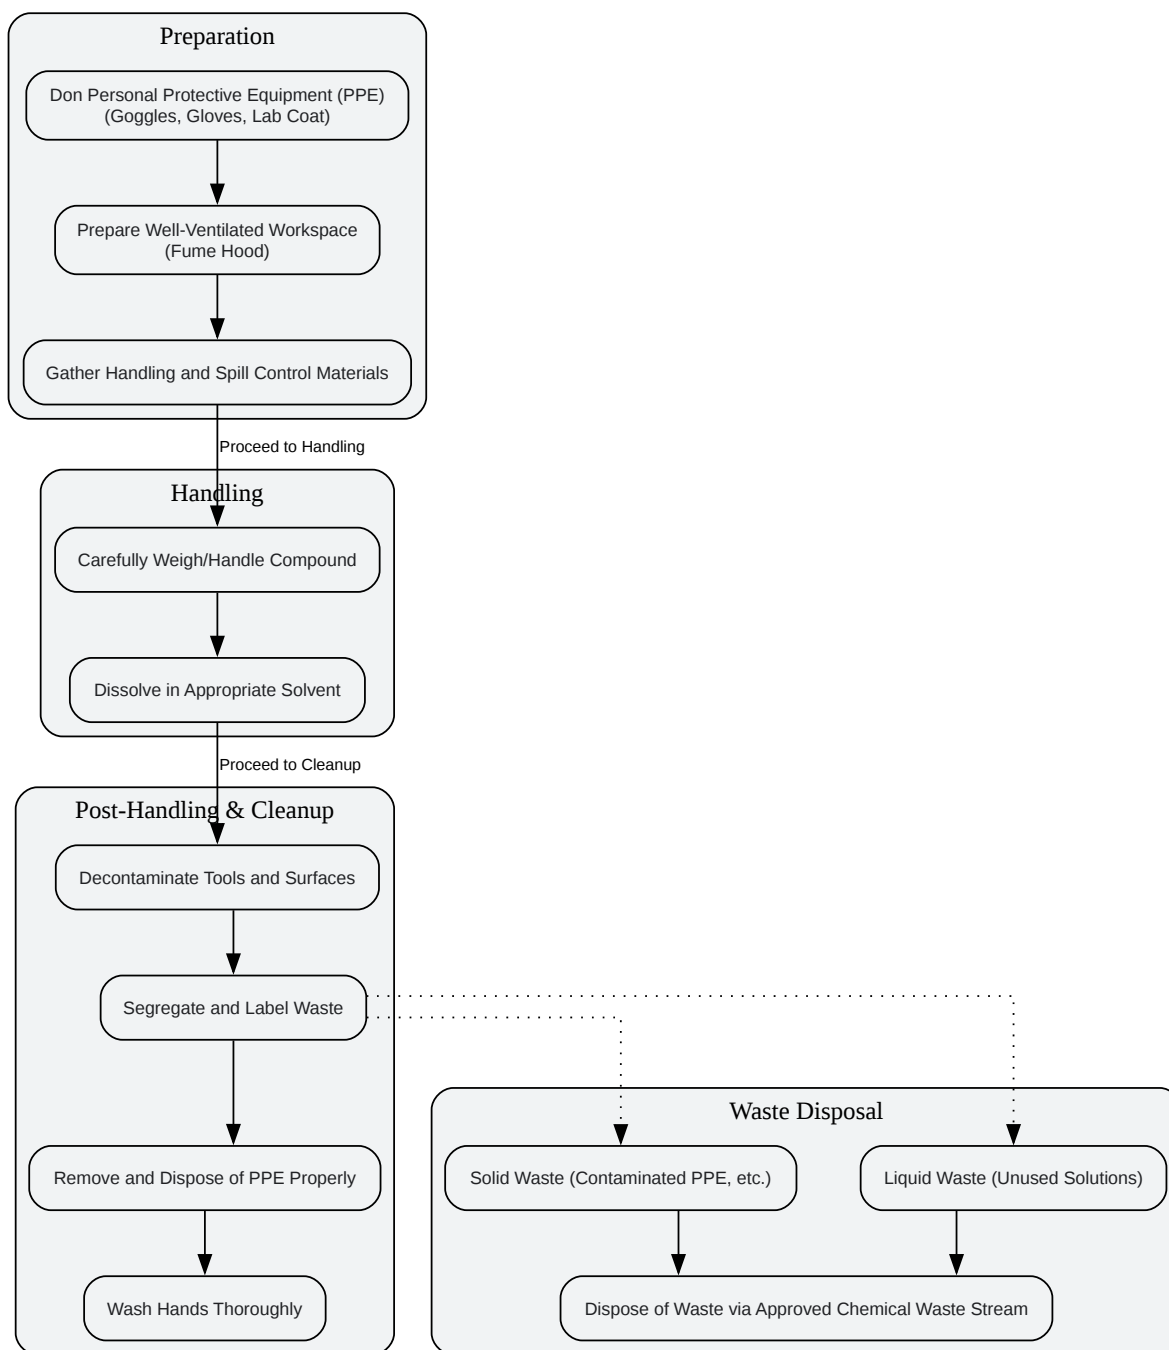 Preparation
Don Personal Protective Equipment (PPE)
(Goggles, Gloves, Lab Coat)
Prepare Well-Ventilated Workspace
(Fume Hood)
Gather Handling and Spill Control Materials
Proceed to Handling
Handling
Carefully Weigh/Handle Compound
Dissolve in Appropriate Solvent
Proceed to Cleanup
Post-Handling & Cleanup
Decontaminate Tools and Surfaces
Segregate and Label Waste
Remove and Dispose of PPE Properly
Wash Hands Thoroughly
Waste Disposal
Solid Waste (Contaminated PPE, etc.)
Liquid Waste (Unused Solutions)
Dispose of Waste via Approved Chemical Waste Stream